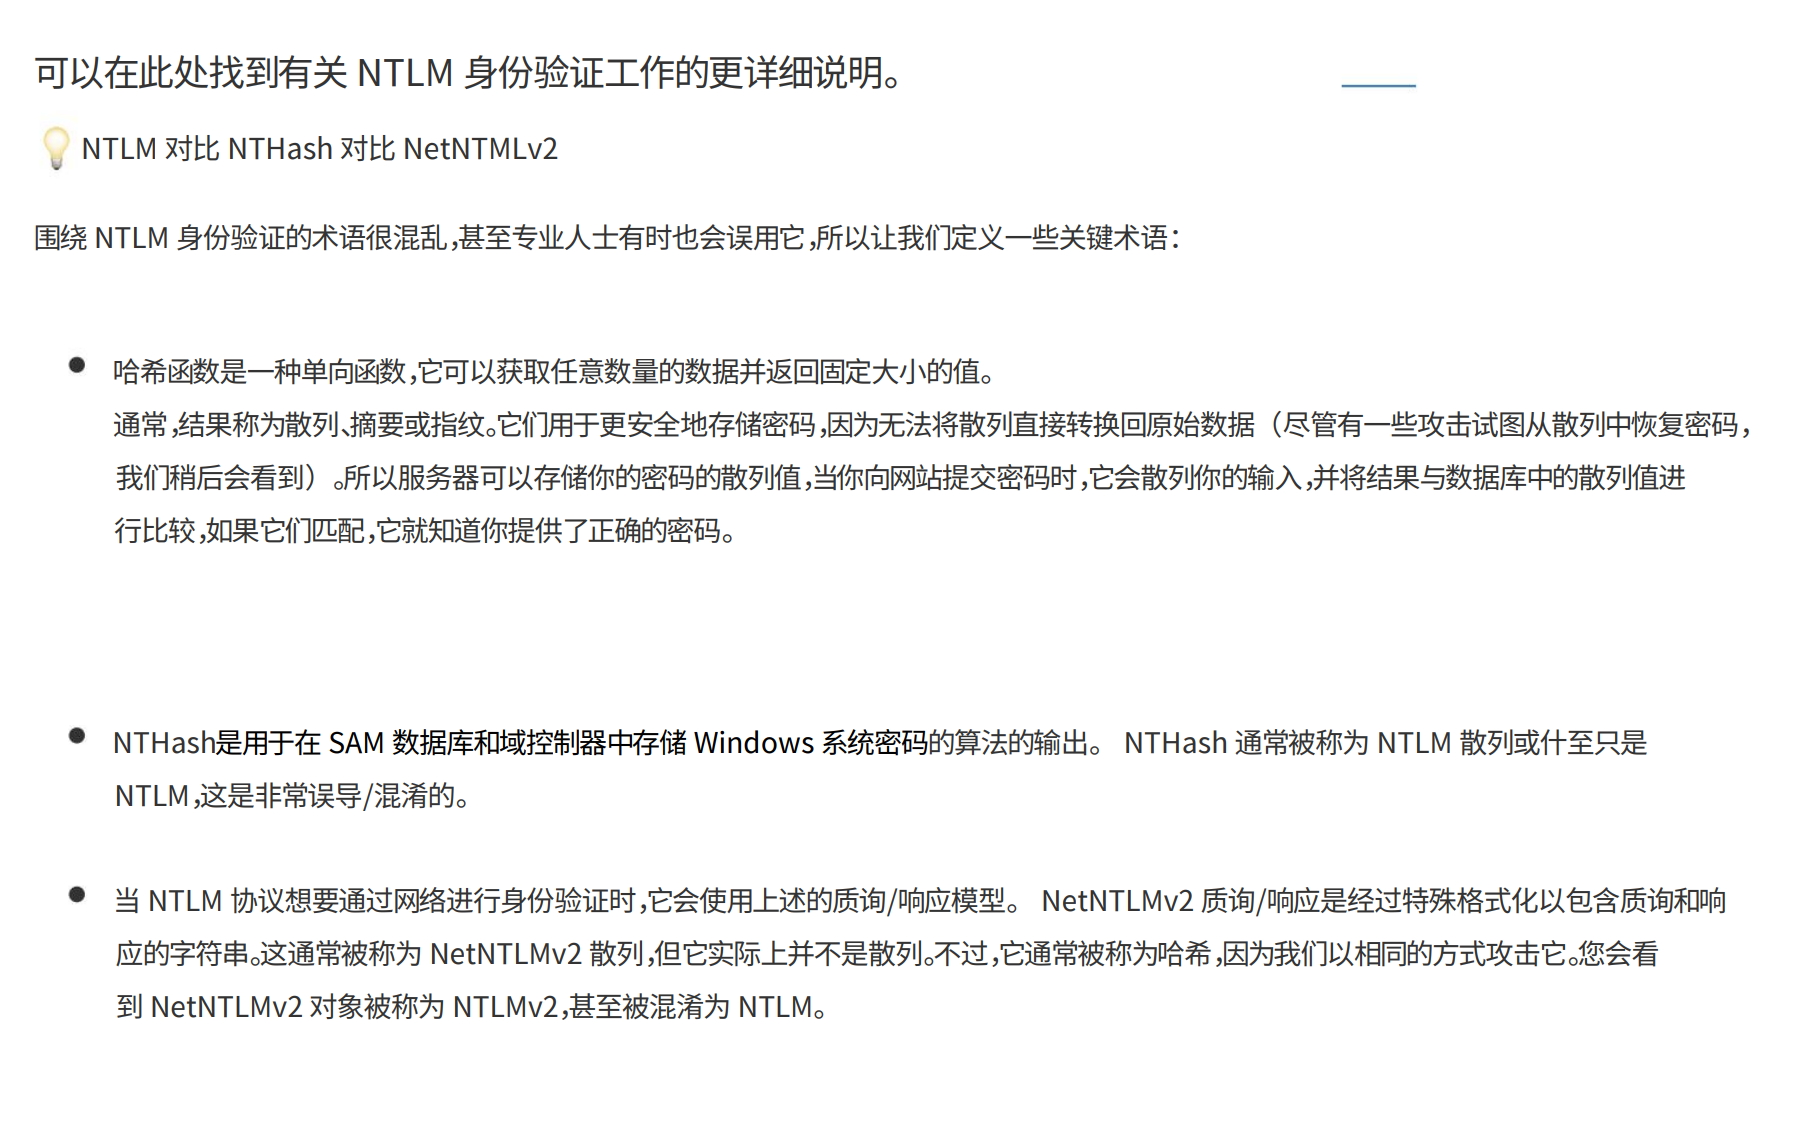 可以在此处找到有关 NTLM 身份验证工作的更详细说明。
NTLM 对比 NTHash 对比 NetNTMLv2
围绕 NTLM 身份验证的术语很混乱,甚至专业人士有时也会误用它,所以让我们定义一些关键术语：
哈希函数是一种单向函数,它可以获取任意数量的数据并返回固定大小的值。
通常,结果称为散列、摘要或指纹。它们用于更安全地存储密码,因为无法将散列直接转换回原始数据（尽管有一些攻击试图从散列中恢复密码，
我们稍后会看到）。所以服务器可以存储你的密码的散列值,当你向网站提交密码时,它会散列你的输入,并将结果与数据库中的散列值进
行比较,如果它们匹配,它就知道你提供了正确的密码。
NTHash是用于在 SAM 数据库和域控制器中存储 Windows 系统密码的算法的输出。 NTHash 通常被称为 NTLM 散列或什至只是
NTLM,这是非常误导/混淆的。
当 NTLM 协议想要通过网络进行身份验证时,它会使用上述的质询/响应模型。 NetNTLMv2 质询/响应是经过特殊格式化以包含质询和响
应的字符串。这通常被称为 NetNTLMv2 散列,但它实际上并不是散列。不过,它通常被称为哈希,因为我们以相同的方式攻击它。您会看
到 NetNTLMv2 对象被称为 NTLMv2,甚至被混淆为 NTLM。